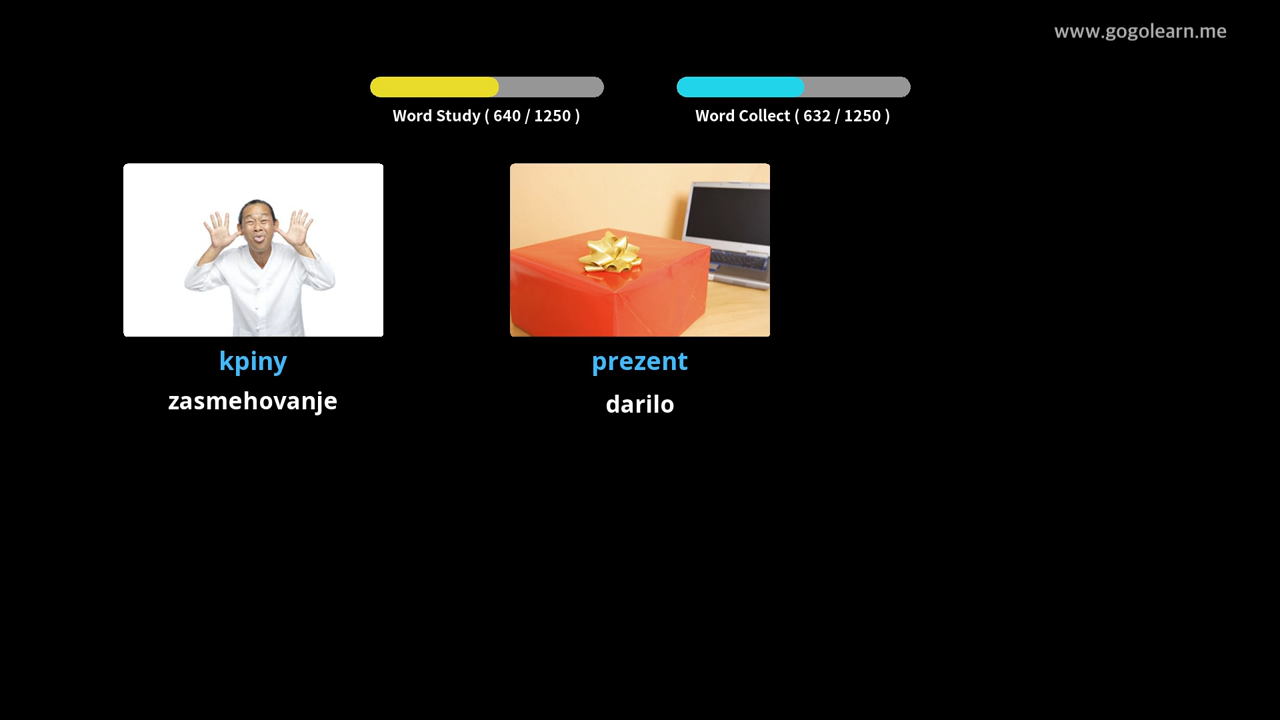 www.gogolearn.me
Word Study ( 640 / 1250 )
Word Collect ( 632 / 1250 )
kpiny
zasmehovanje
prezent
darilo